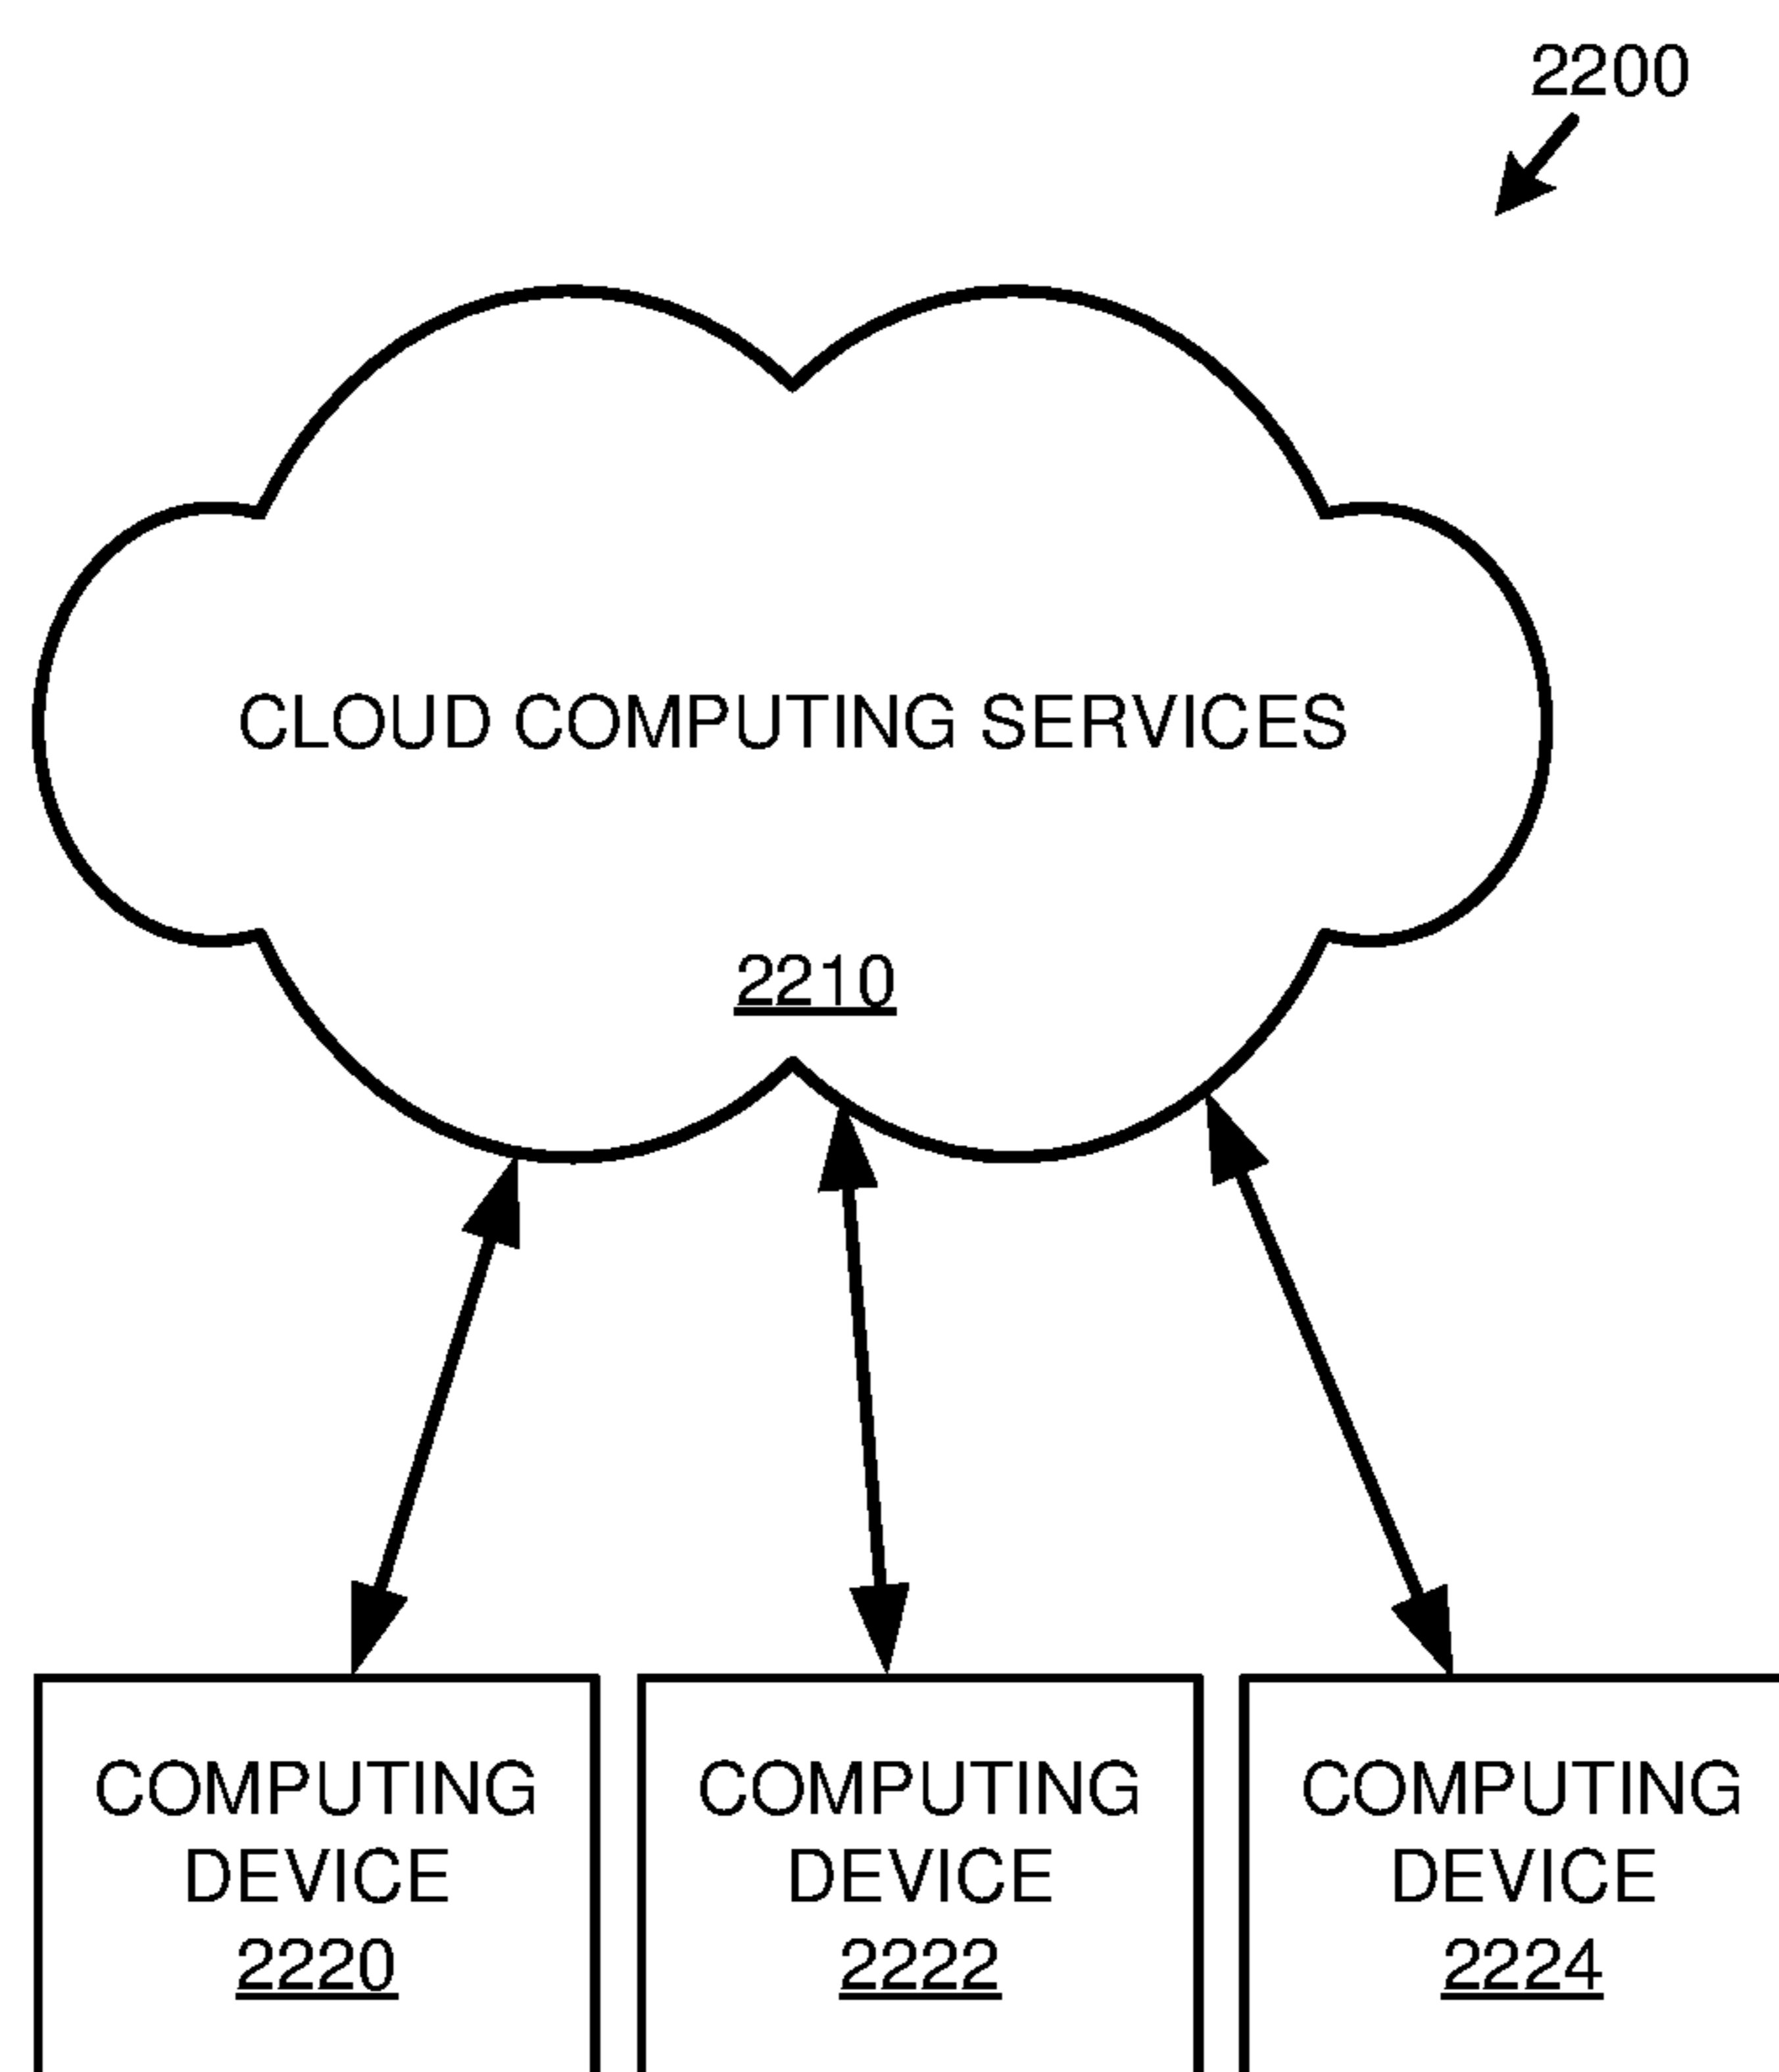 2200
CLOUD COMPUTING SERVICES
2210
COMPUTING
DEVICE
2220
COMPUTING
DEVICE
2222
COMPUTING
DEVICE
2224